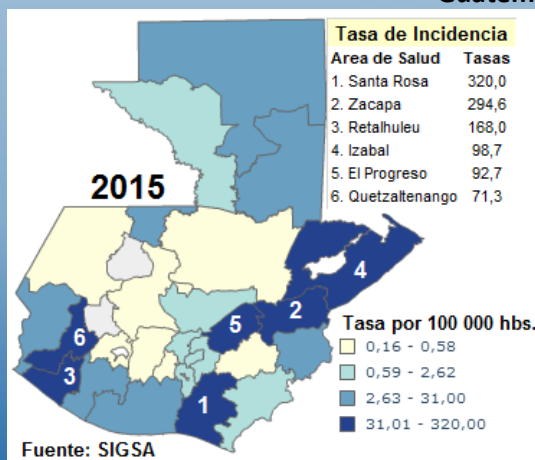 Tasa de Incidencia
Area de Salud Tasas
1. Santa Rosa 320,0
2. Zacapa 294,6
3. Retalhuleu 168,0
4. Izabal 98,7
5. El Progreso 92,7
6. Quetzaltenango 71,3
2015
4
2
5
6
3
1
Tasa por 100 000 hbs.
0,16 - 0,58
0,59 - 2,62
2,63 - 31,00
31,01 - 320,00
Fuente: SIGSA